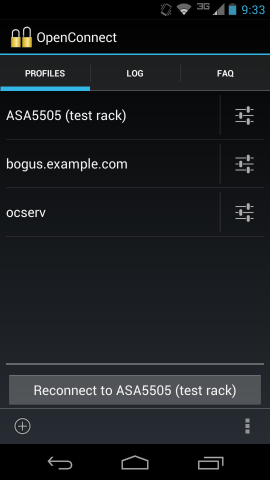 3G 9:33
OpenConnect
PROFILES LOG FAQ
ASA5505 (test rack)
bogus.example.com
ocserv
Reconnect to ASA5505 (test rack)